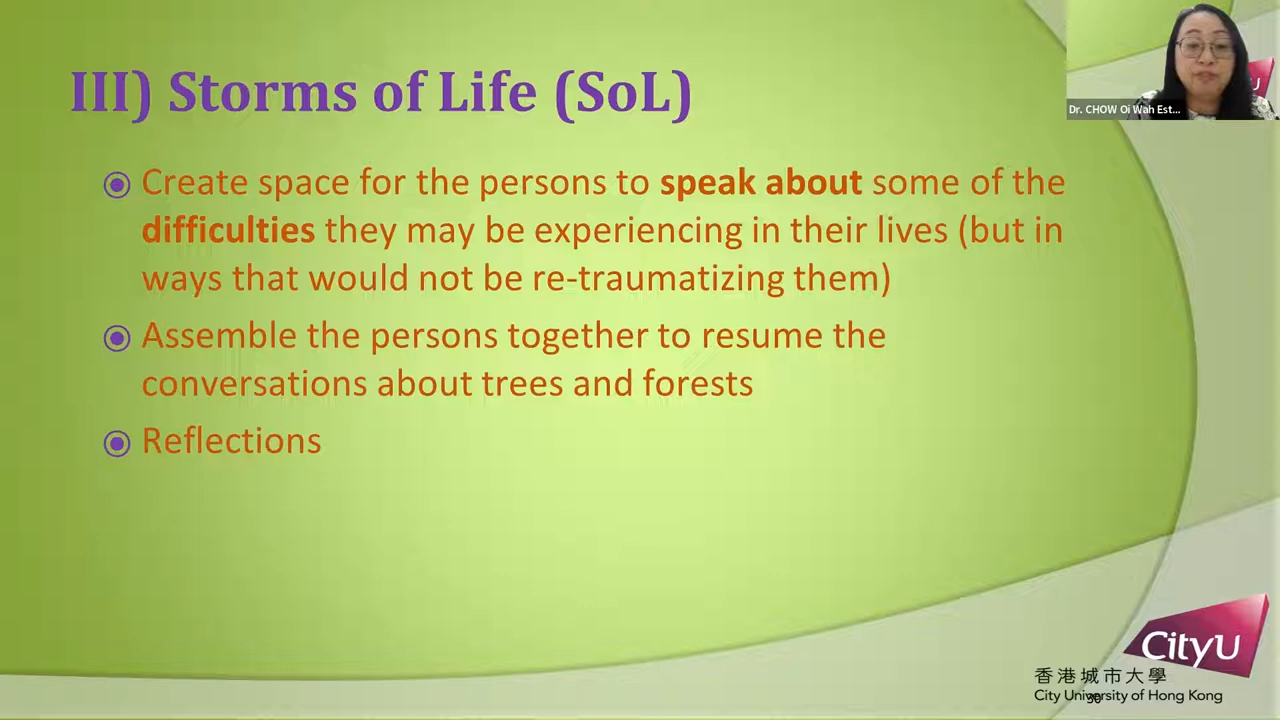 III) Storms of Life (SoL)
Dr. CHOW Oi Wah Est...
Create space for the persons to speak about some of the
difficulties they may be experiencing in their lives (but in
ways that would not be re-traumatizing them)
Assemble the persons together to resume the
conversations about trees and forests
Reflections
CityU
香港城市大學
City University of Hong Kong
30